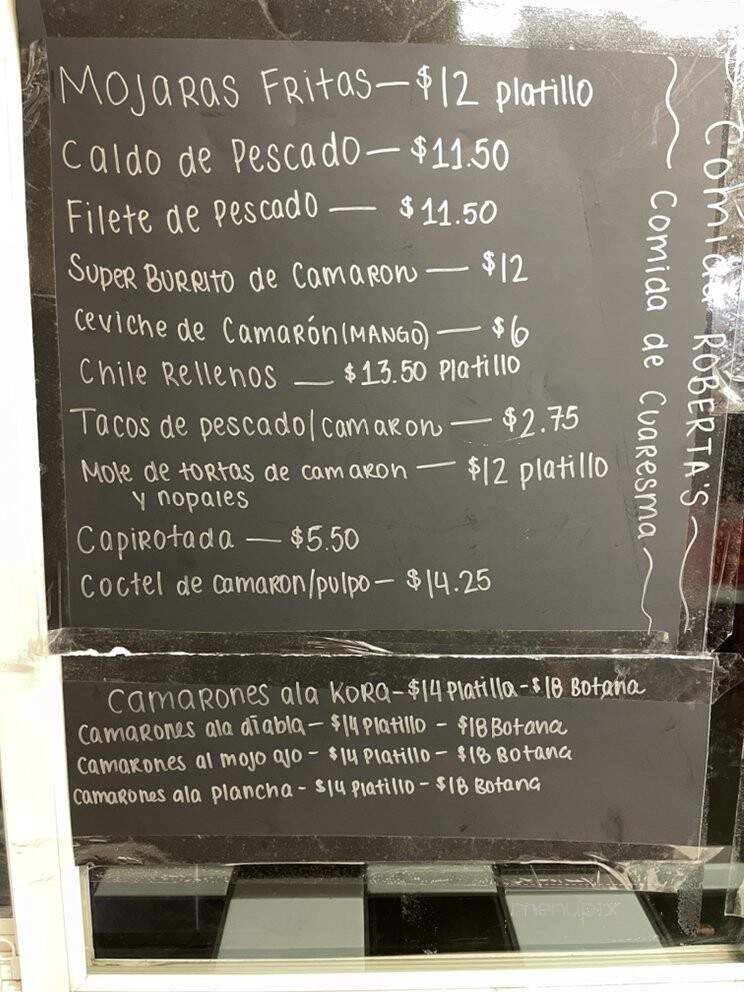 Mojaras Fritas — $12 platillo
Caldo de Pescado — $11.50
Filete de Pescado — $11.50
Super Burrito de Camaron — $12
Ceviche de Camarón (MANGO) — $6
Chile Rellenos — $13.50 Platillo
Tacos de pescado/camaron — $2.75
Mole de tortas de camaron — $12 platillo
y nopales
Capirotada — $5.50
Coctel de camaron/pulpo — $14.25
Comida ROBERTA'S
Comida de Cuaresma
Camarones ala Kora - $14 Platilla - $18 Botana
Camarones ala diabla - $14 Platillo - $18 Botana
Camarones al mojo ajo - $14 Platillo - $18 Botana
Camarones ala plancha - $14 Platillo - $18 Botana
menupix